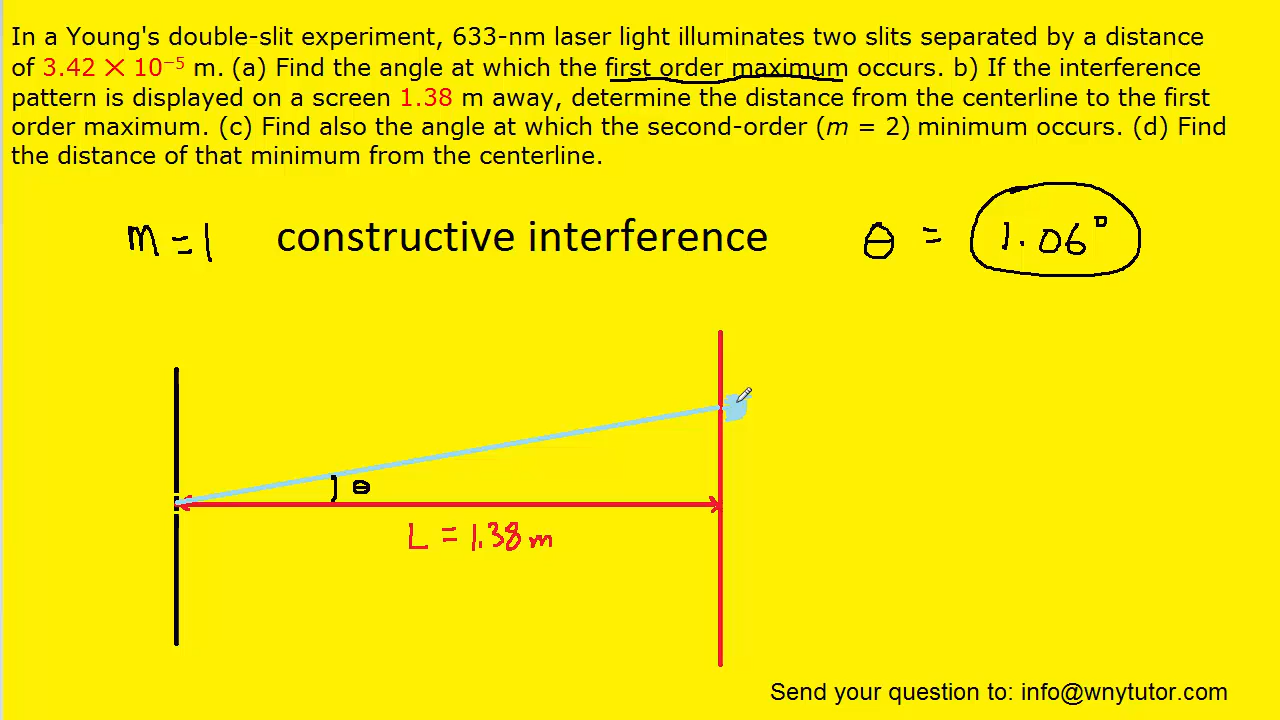 In a Young's double-slit experiment, 633-nm laser light illuminates two slits separated by a distance
of 3.42 × 10⁻⁵ m. (a) Find the angle at which the first order maximum occurs. b) If the interference
pattern is displayed on a screen 1.38 m away, determine the distance from the centerline to the first
order maximum. (c) Find also the angle at which the second-order (m = 2) minimum occurs. (d) Find
the distance of that minimum from the centerline.
m = 1 constructive interference θ = 1.06°
θ
L = 1.38 m
Send your question to: info@wnytutor.com